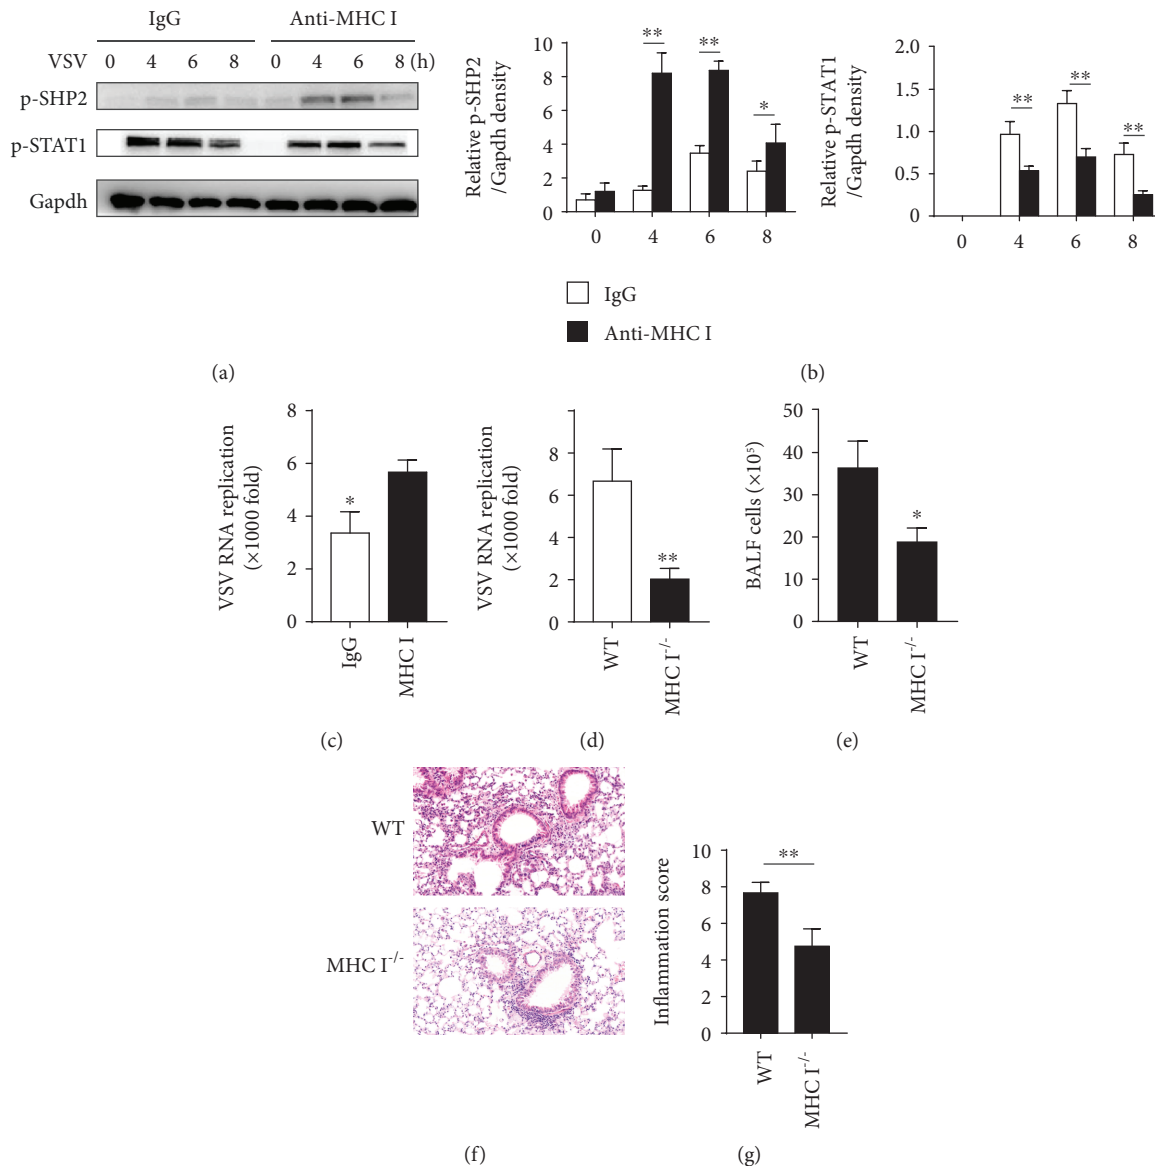 IgG Anti-MHC I
VSV 0 4 6 8 0 4 6 8 (h)
p-SHP2
p-STAT1
Gapdh
(a)
Relative p-SHP2
/Gapdh density
10
8
6
4
2
0
** ** *
0 4 6 8
Relative p-STAT1
/Gapdh density
2.0
1.5
1.0
0.5
0.0
** ** **
0 4 6 8
IgG
Anti-MHC I
(b)
VSV RNA replication
(×1000 fold)
8
6
4
2
0
*
IgG
MHC I
(c)
VSV RNA replication
(×1000 fold)
8
6
4
2
0
**
WT
MHC I-/-
(d)
BALF cells (×10⁵)
50
40
30
20
10
0
*
WT
MHC I-/-
(e)
WT
MHC I-/-
(f)
Inflammation score
10
8
6
4
2
0
**
WT
MHC I-/-
(g)